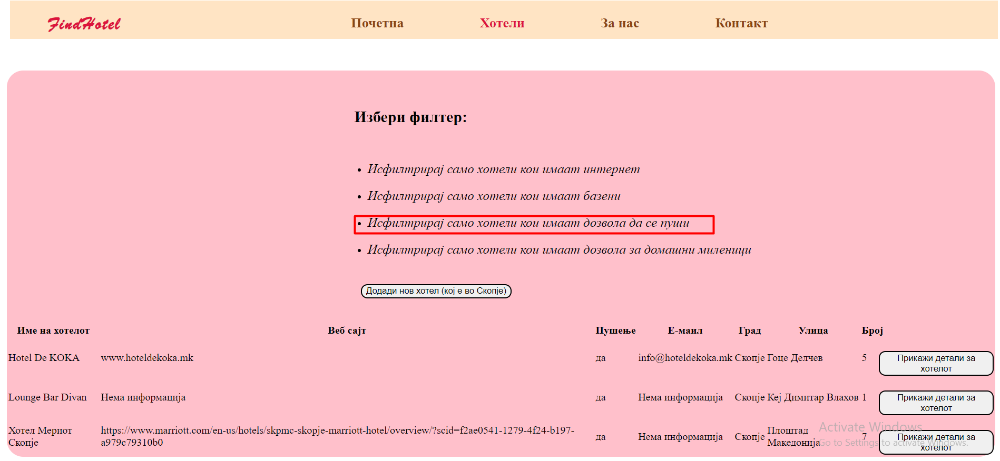 FindHotel Почетна Хотели За нас Контакт
Избери филтер:
• Исфилтрирај само хотели кои имаат интернет
• Исфилтрирај само хотели кои имаат базени
• Исфилтрирај само хотели кои имаат дозвола да се пуши
• Исфилтрирај само хотели кои имаат дозвола за домашни миленици
Додади нов хотел (кој е во Скопје)
Име на хотелот Веб сајт Пушење Е-маил Град Улица Број
Hotel De KOKA www.hoteldekoka.mk да info@hoteldekoka.mk Скопје Гоце Делчев 5 Прикажи детали за
хотелот
Lounge Bar Divan Нема информација да Нема информација Скопје Кеј Димитар Влахов 1 Прикажи детали за
хотелот
Хотел Мериот
Скопје
https://www.marriott.com/en-us/hotels/skpmc-skopje-marriott-hotel/overview/?scid=f2ae0541-1279-4f24-b197-
a979c79310b0
да Нема информација Скопје
Плоштад
Македонија
7
Прикажи детали за
хотелот
Activate Windows
Go to Settings to activate Windows.